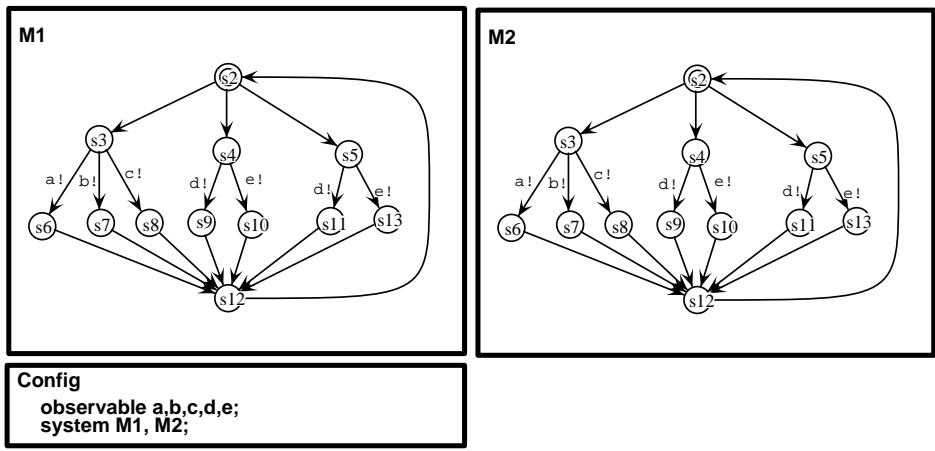 M1
s2
s3
s4
s5
a!
b!
c!
d!
e!
d!
e!
s6
s7
s8
s9
s10
s11
s13
s12
M2
s2
s3
s4
s5
a!
b!
c!
d!
e!
d!
e!
s6
s7
s8
s9
s10
s11
s13
s12
Config
observable a,b,c,d,e;
system M1, M2;